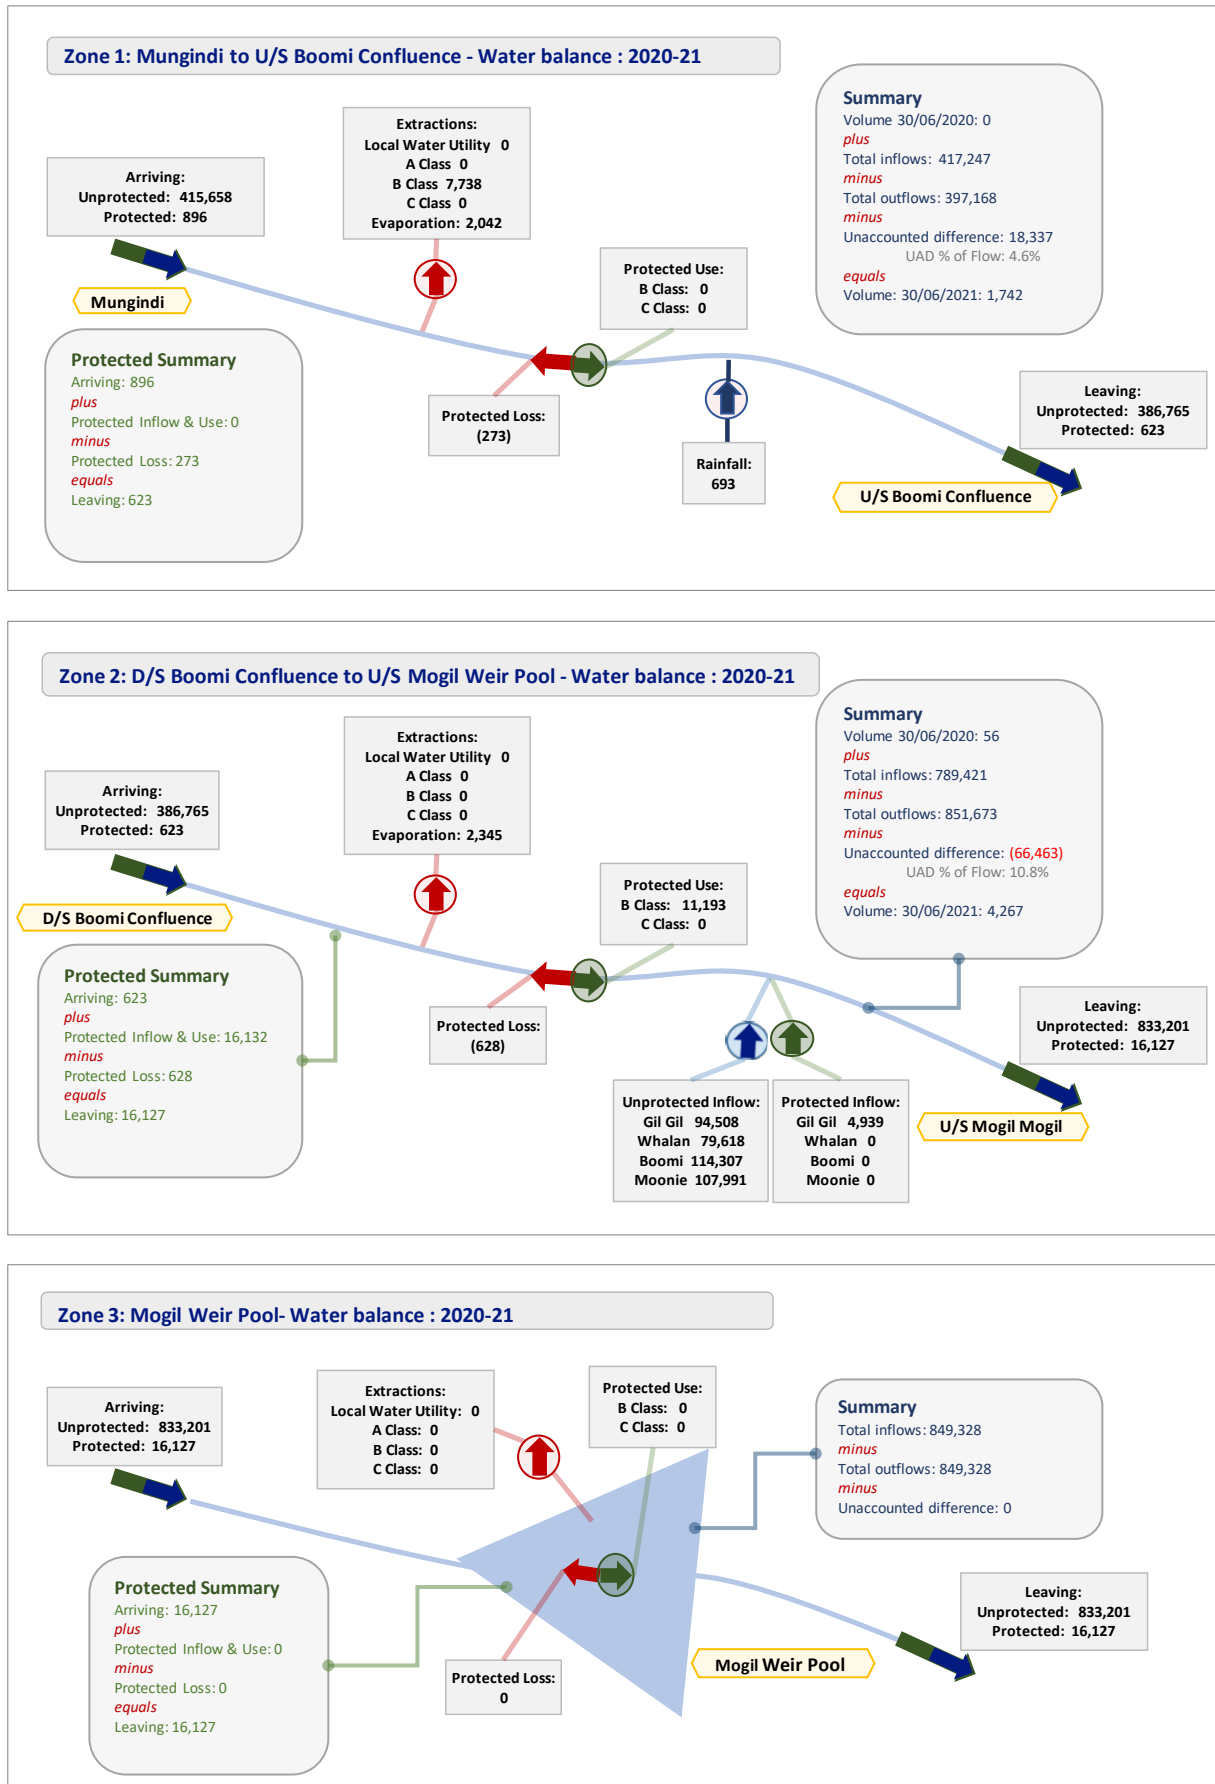 Zone 1: Mungindi to U/S Boomi Confluence - Water balance : 2020-21
Arriving:
Unprotected: 415,658
Protected: 896
Mungindi
Extractions:
Local Water Utility 0
A Class 0
B Class 7,738
C Class 0
Evaporation: 2,042
Protected Use:
B Class: 0
C Class: 0
Summary
Volume 30/06/2020: 0
plus
Total inflows: 417,247
minus
Total outflows: 397,168
minus
Unaccounted difference: 18,337
UAD % of Flow: 4.6%
equals
Volume: 30/06/2021: 1,742
Protected Summary
Arriving: 896
plus
Protected Inflow & Use: 0
minus
Protected Loss: 273
equals
Leaving: 623
Protected Loss:
(273)
Rainfall:
693
Leaving:
Unprotected: 386,765
Protected: 623
U/S Boomi Confluence
Zone 2: D/S Boomi Confluence to U/S Mogil Weir Pool - Water balance : 2020-21
Arriving:
Unprotected: 386,765
Protected: 623
D/S Boomi Confluence
Extractions:
Local Water Utility 0
A Class 0
B Class 0
C Class 0
Evaporation: 2,345
Protected Use:
B Class: 11,193
C Class: 0
Summary
Volume 30/06/2020: 56
plus
Total inflows: 789,421
minus
Total outflows: 851,673
minus
Unaccounted difference: (66,463)
UAD % of Flow: 10.8%
equals
Volume: 30/06/2021: 4,267
Protected Summary
Arriving: 623
plus
Protected Inflow & Use: 16,132
minus
Protected Loss: 628
equals
Leaving: 16,127
Protected Loss:
(628)
Unprotected Inflow:
Gil Gil 94,508
Whalan 79,618
Boomi 114,307
Moonie 107,991
Protected Inflow:
Gil Gil 4,939
Whalan 0
Boomi 0
Moonie 0
Leaving:
Unprotected: 833,201
Protected: 16,127
U/S Mogil Mogil
Zone 3: Mogil Weir Pool- Water balance : 2020-21
Arriving:
Unprotected: 833,201
Protected: 16,127
Extractions:
Local Water Utility: 0
A Class: 0
B Class: 0
C Class: 0
Protected Use:
B Class: 0
C Class: 0
Summary
Total inflows: 849,328
minus
Total outflows: 849,328
minus
Unaccounted difference: 0
Protected Summary
Arriving: 16,127
plus
Protected Inflow & Use: 0
minus
Protected Loss: 0
equals
Leaving: 16,127
Protected Loss:
0
Mogil Weir Pool
Leaving:
Unprotected: 833,201
Protected: 16,127